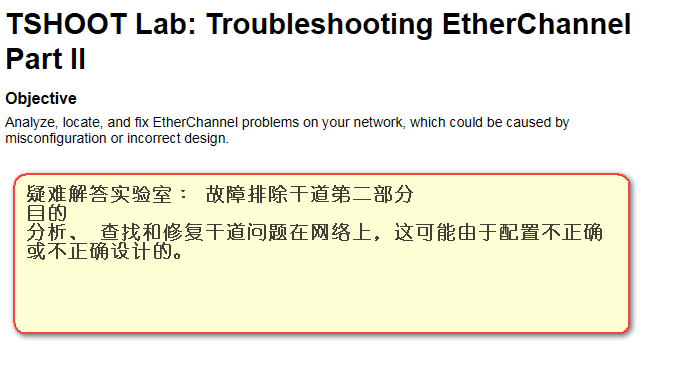 TSHOOT Lab: Troubleshooting EtherChannel
Part II
Objective
Analyze, locate, and fix EtherChannel problems on your network, which could be caused by
misconfiguration or incorrect design.
疑难解答实验室： 故障排除干道第二部分
目的
分析、 查找和修复干道问题在网络上，这可能由于配置不正确
或不正确设计的。